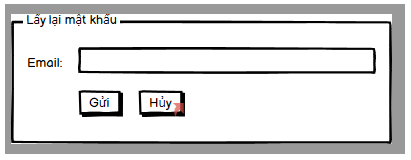 Lấy lại mật khẩu
Email:
Gửi Hủy